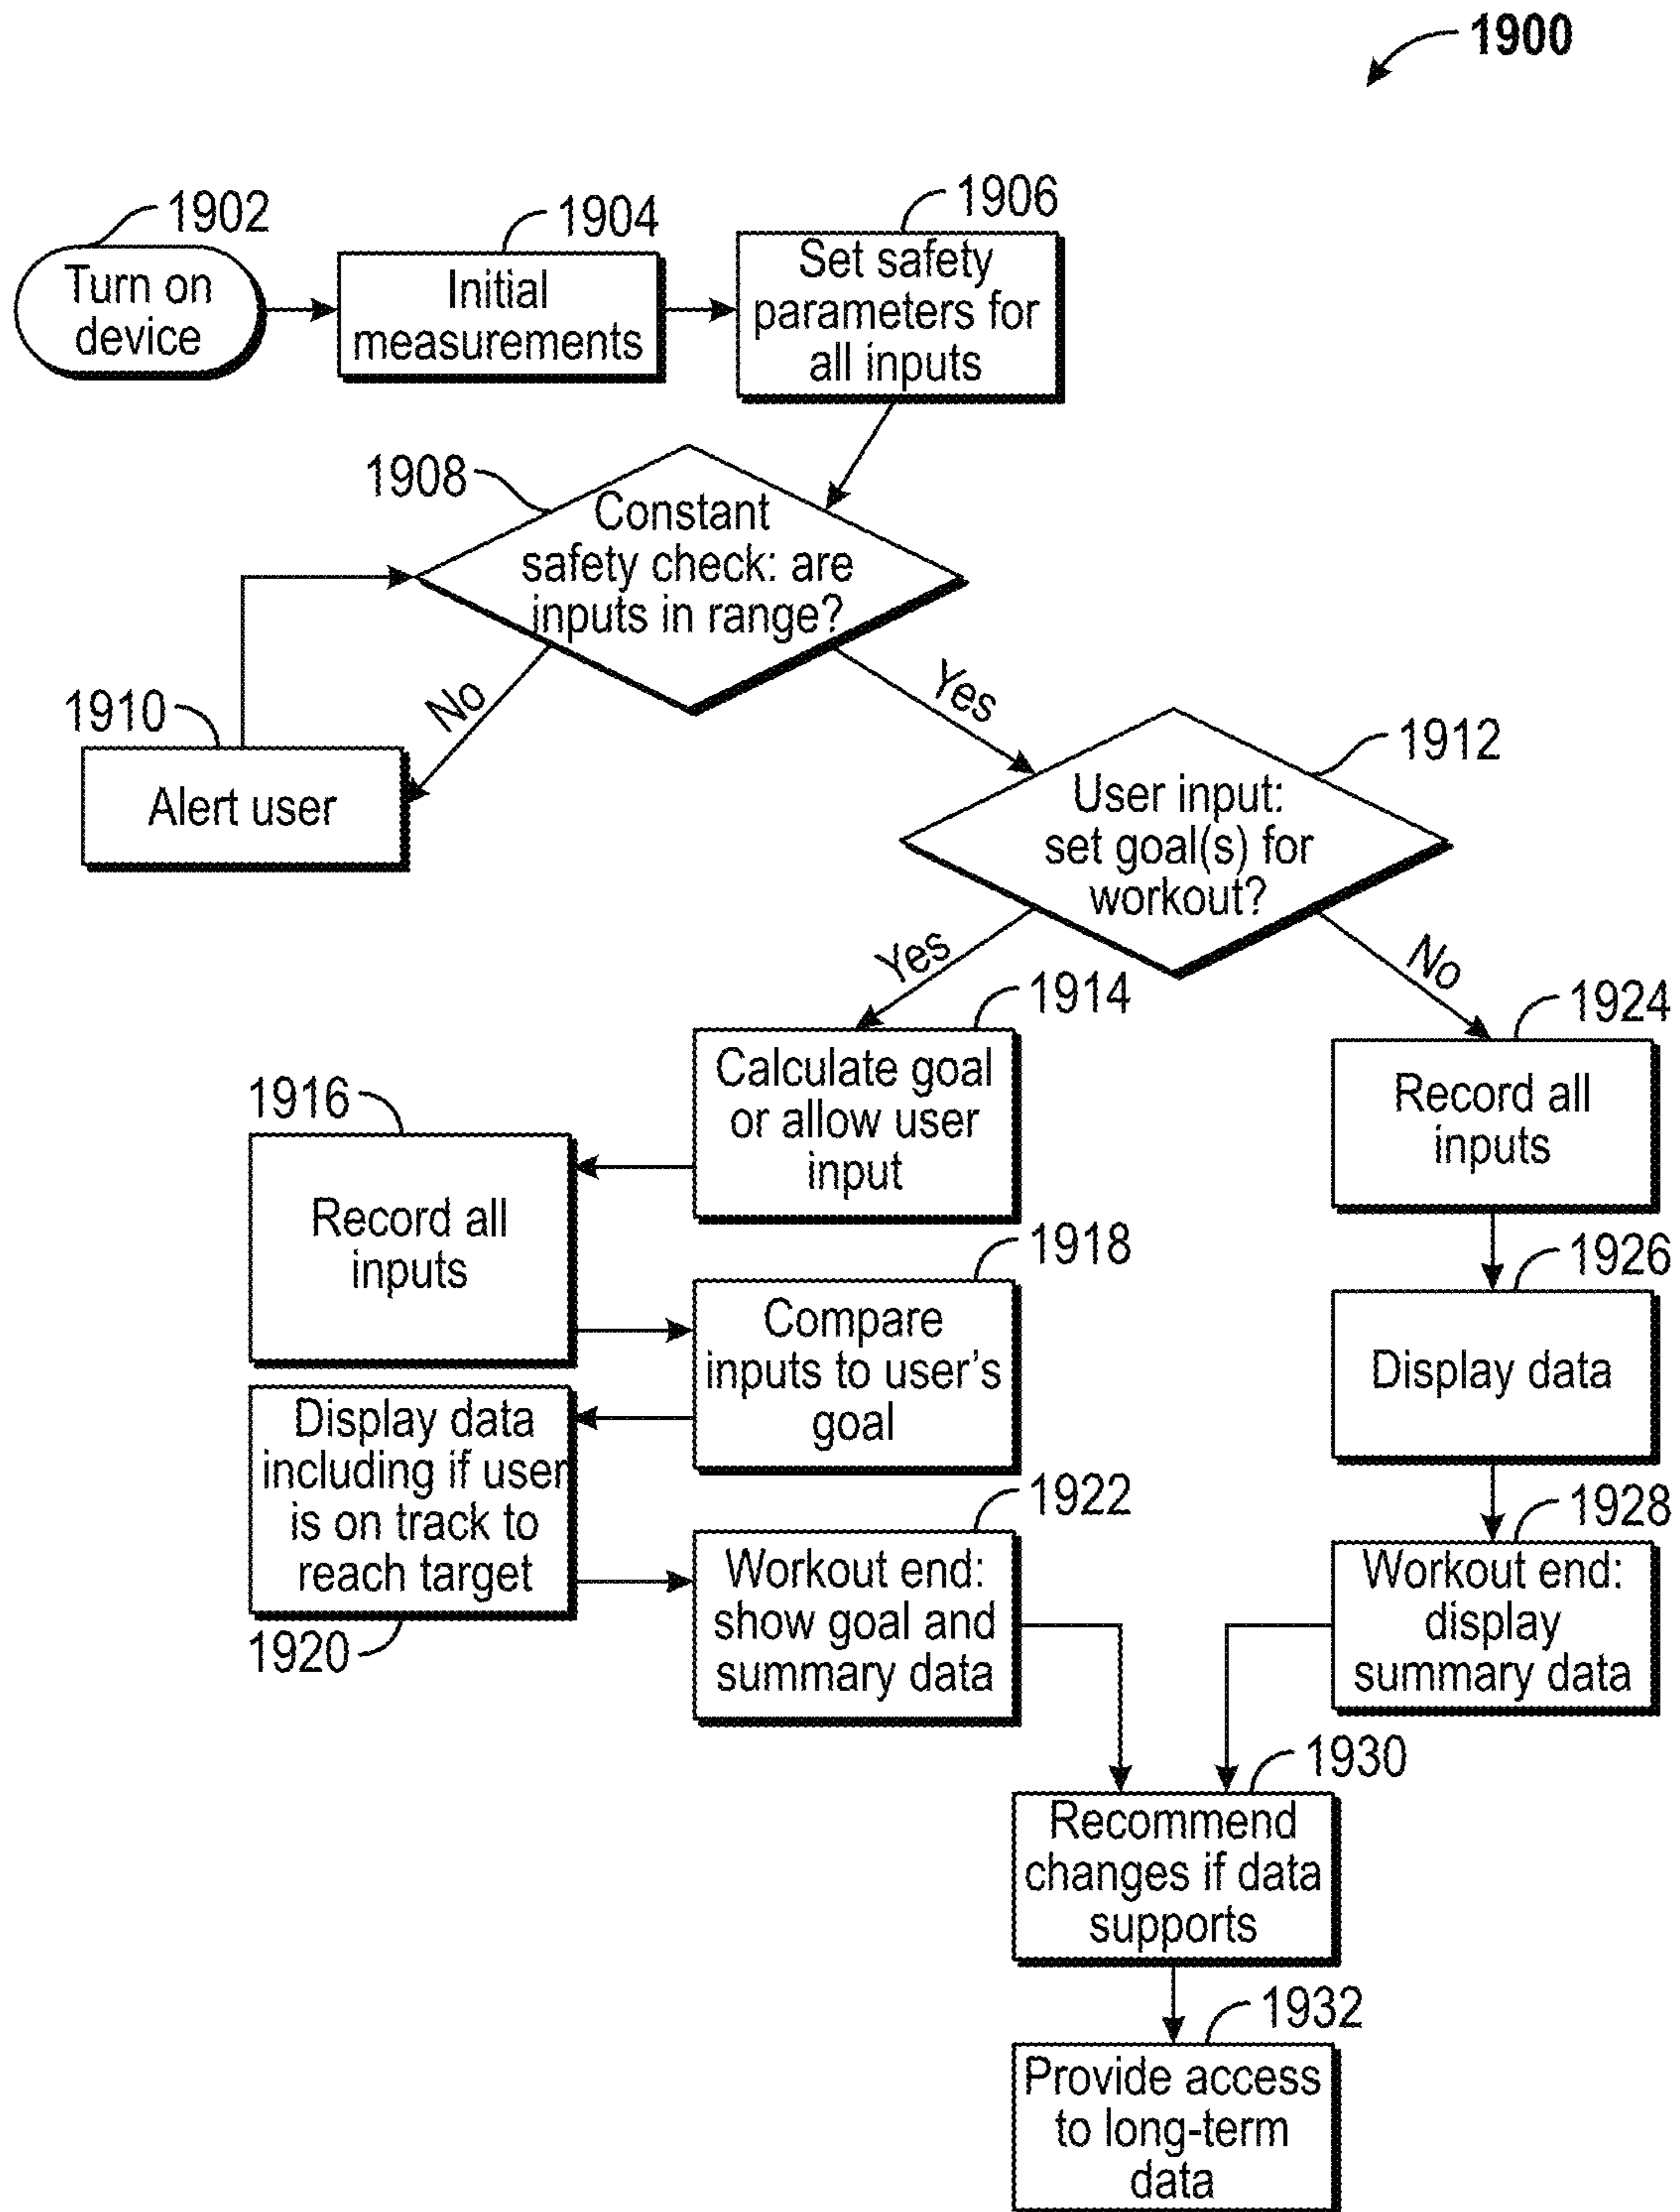 1900
1902
Turn on
device
1904
Initial
measurements
1906
Set safety
parameters for
all inputs
1908
Constant
safety check: are
inputs in range?
No
Yes
1910
Alert user
1912
User input:
set goal(s) for
workout?
Yes
No
1914
Calculate goal
or allow user
input
1916
Record all
inputs
1918
Compare
inputs to user's
goal
Display data
including if user
is on track to
reach target
1920
1922
Workout end:
show goal and
summary data
1924
Record all
inputs
1926
Display data
1928
Workout end:
display
summary data
1930
Recommend
changes if data
supports
1932
Provide access
to long-term
data